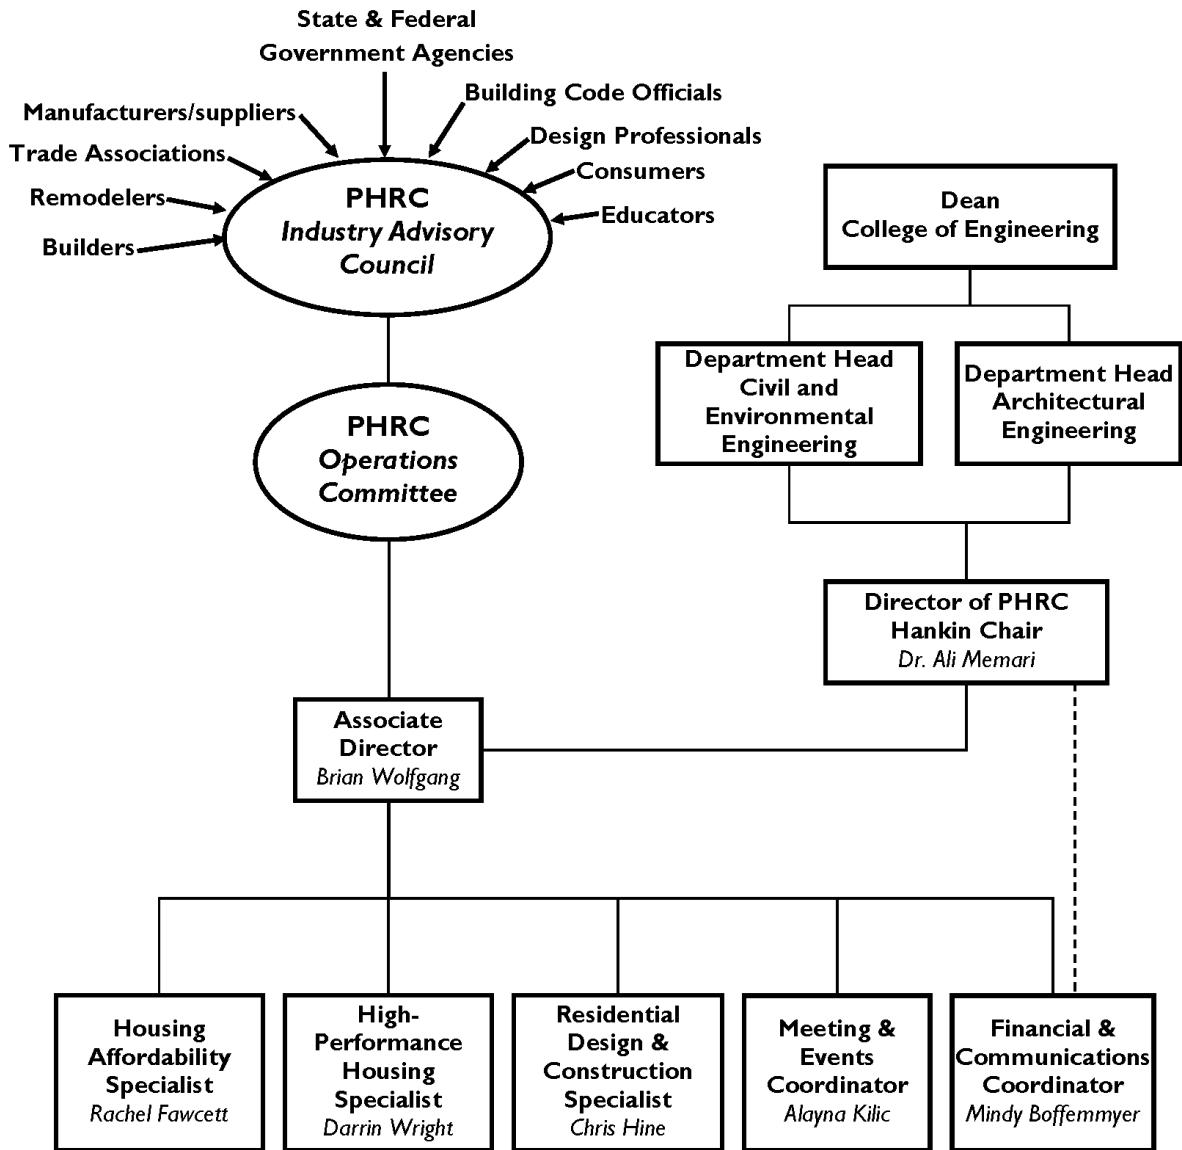 State & Federal
Government Agencies
Building Code Officials
Manufacturers/suppliers
Design Professionals
Trade Associations
Consumers
Remodelers
Educators
Builders
PHRC
Industry Advisory
Council
Dean
College of Engineering
Department Head
Civil and
Environmental
Engineering
Department Head
Architectural
Engineering
PHRC
Operations
Committee
Director of PHRC
Hankin Chair
Dr. Ali Memari
Associate
Director
Brian Wolfgang
Housing
Affordability
Specialist
Rachel Fawcett
High-
Performance
Housing
Specialist
Darrin Wright
Residential
Design &
Construction
Specialist
Chris Hine
Meeting &
Events
Coordinator
Alayna Kilic
Financial &
Communications
Coordinator
Mindy Boffemmyer